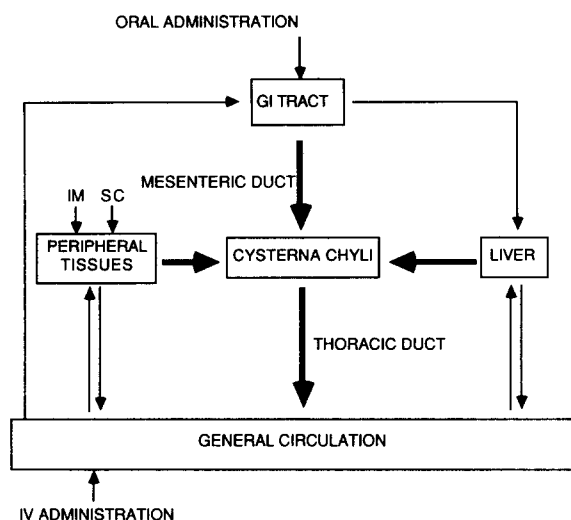 ORAL ADMINISTRATION
GI TRACT
MESENTERIC DUCT
IM SC
PERIPHERAL
TISSUES
CYSTERNA CHYLI
LIVER
THORACIC DUCT
GENERAL CIRCULATION
IV ADMINISTRATION